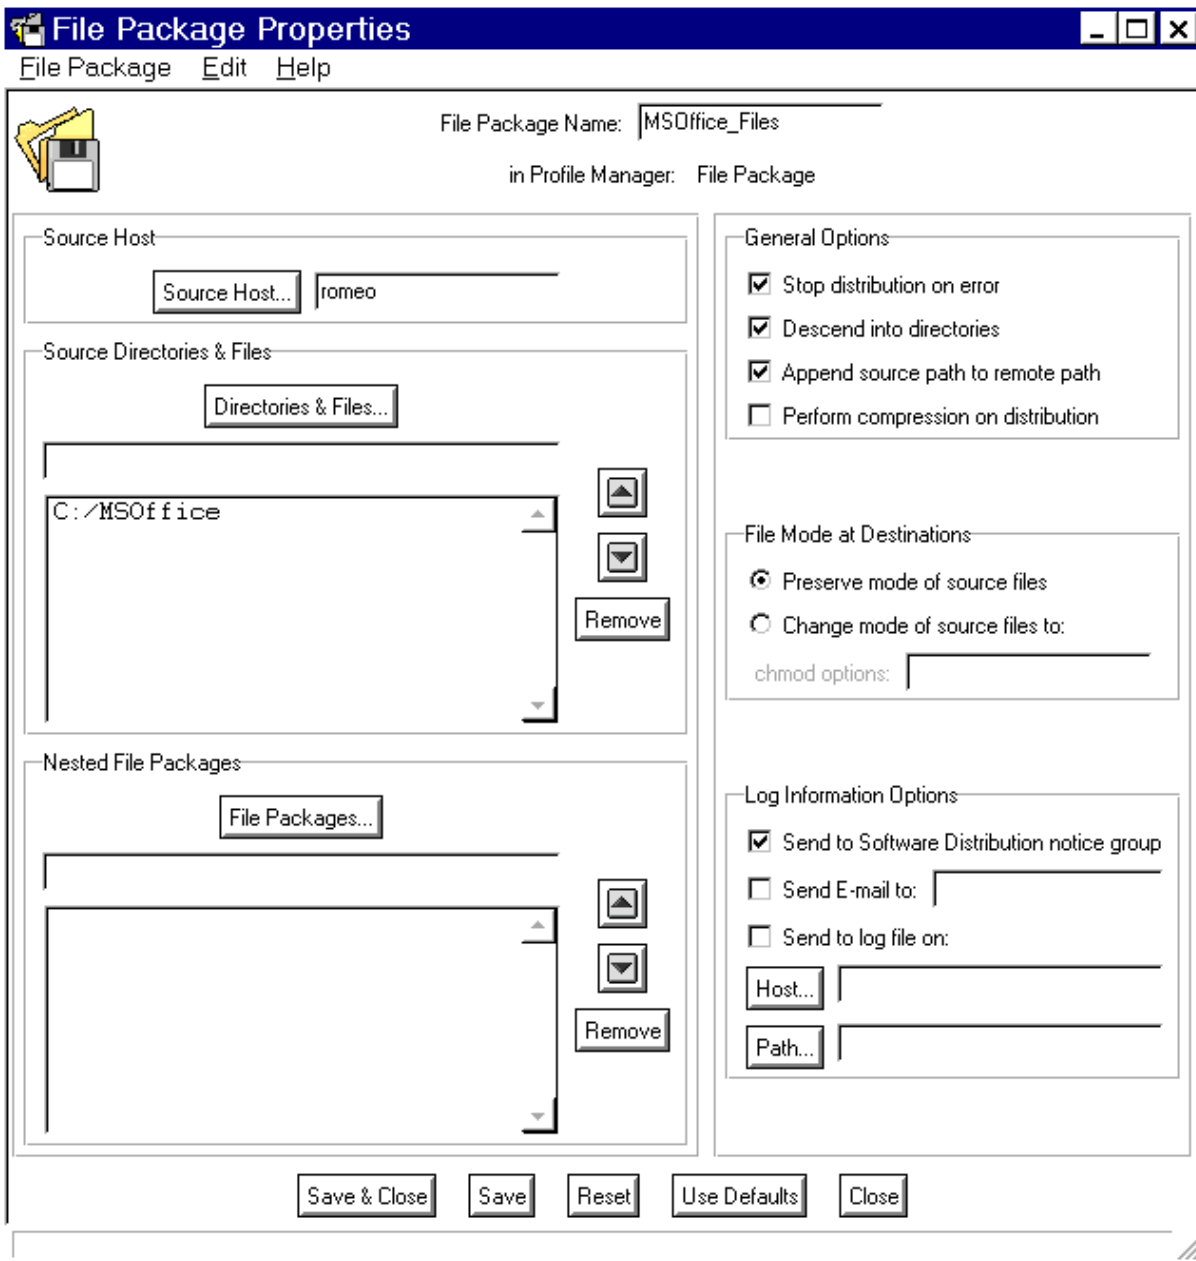 File Package Properties
File Package Edit Help
File Package Name: MSOffice_Files
in Profile Manager: File Package
Source Host
Source Host... romeo
Source Directories & Files
Directories & Files...
C:/MSOffice
Remove
Nested File Packages
File Packages...
Remove
General Options
Stop distribution on error
Descend into directories
Append source path to remote path
Perform compression on distribution
File Mode at Destinations
Preserve mode of source files
Change mode of source files to:
chmod options:
Log Information Options
Send to Software Distribution notice group
Send E-mail to:
Send to log file on:
Host...
Path...
Save & Close Save Reset Use Defaults Close